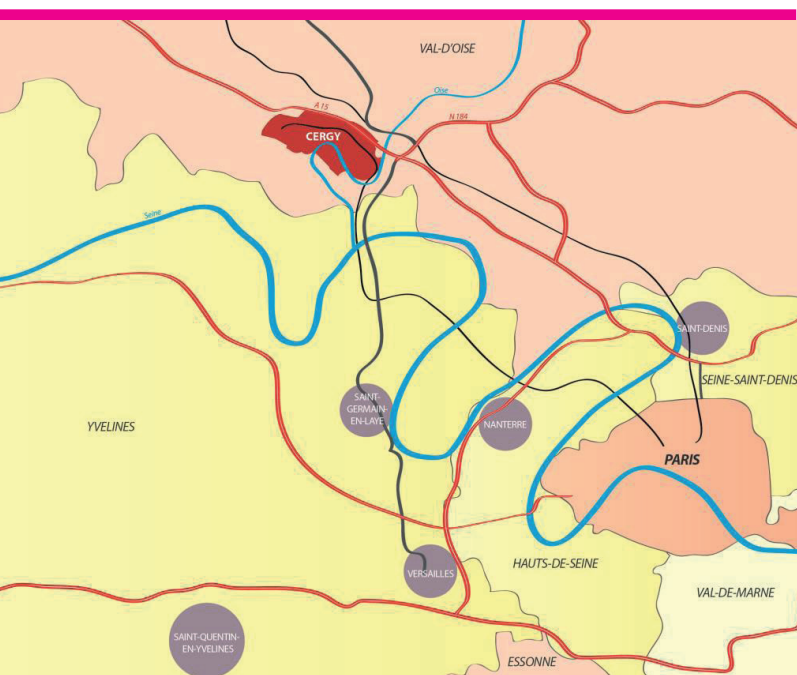 VAL-D'OISE
Oise
A 15
N 184
CERGY
Seine
SAINT-DENIS
SEINE-SAINT-DENIS
SAINT-
GERMAIN-
EN-LAYE
NANTERRE
YVELINES
PARIS
HAUTS-DE-SEINE
VERSAILLES
VAL-DE-MARNE
SAINT-QUENTIN-
EN-YVELINES
ESSONNE